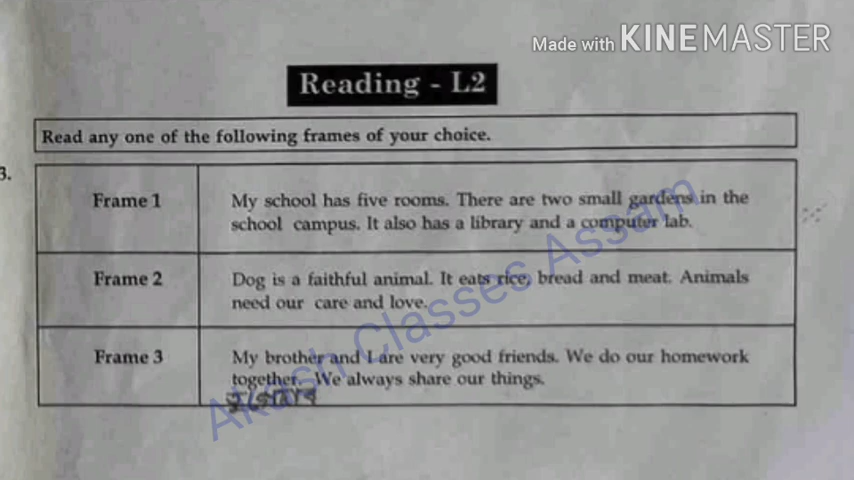 Made with KINEMASTER
Reading - L2
Read any one of the following frames of your choice.
3.
Frame 1
My school has five rooms. There are two small gardens in the
school campus. It also has a library and a computer lab.
Frame 2
Dog is a faithful animal. It eats rice, bread and meat. Animals
need our care and love.
Frame 3
My brother and I are very good friends. We do our homework
together. We always share our things.
Akash Classes Assam